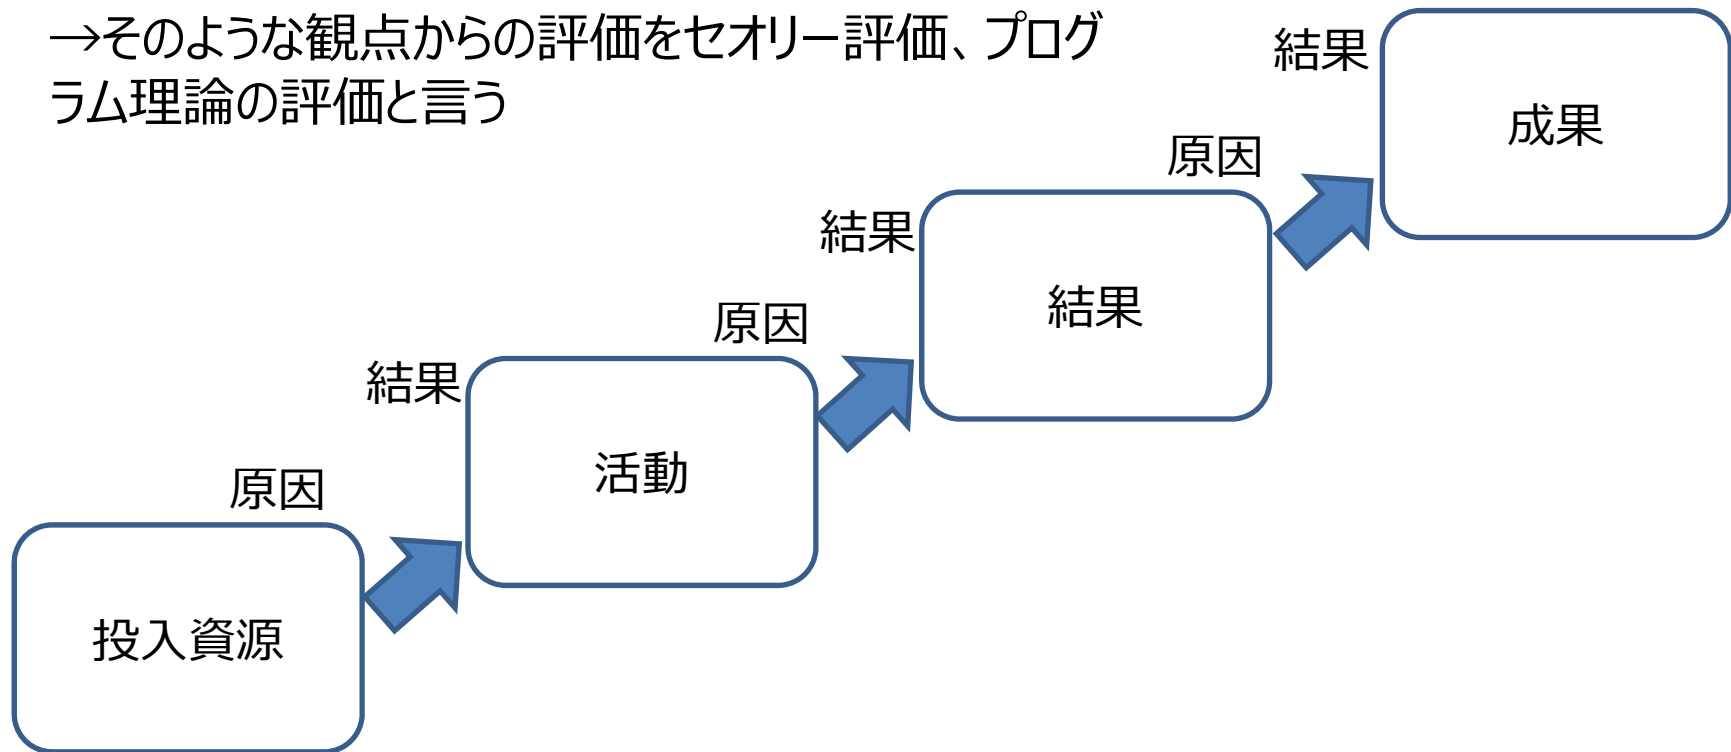 →そのような観点からの評価をセオリー評価、プログ
ラム理論の評価と言う
結果
成果
原因
結果
結果
原因
結果
活動
原因
投入資源